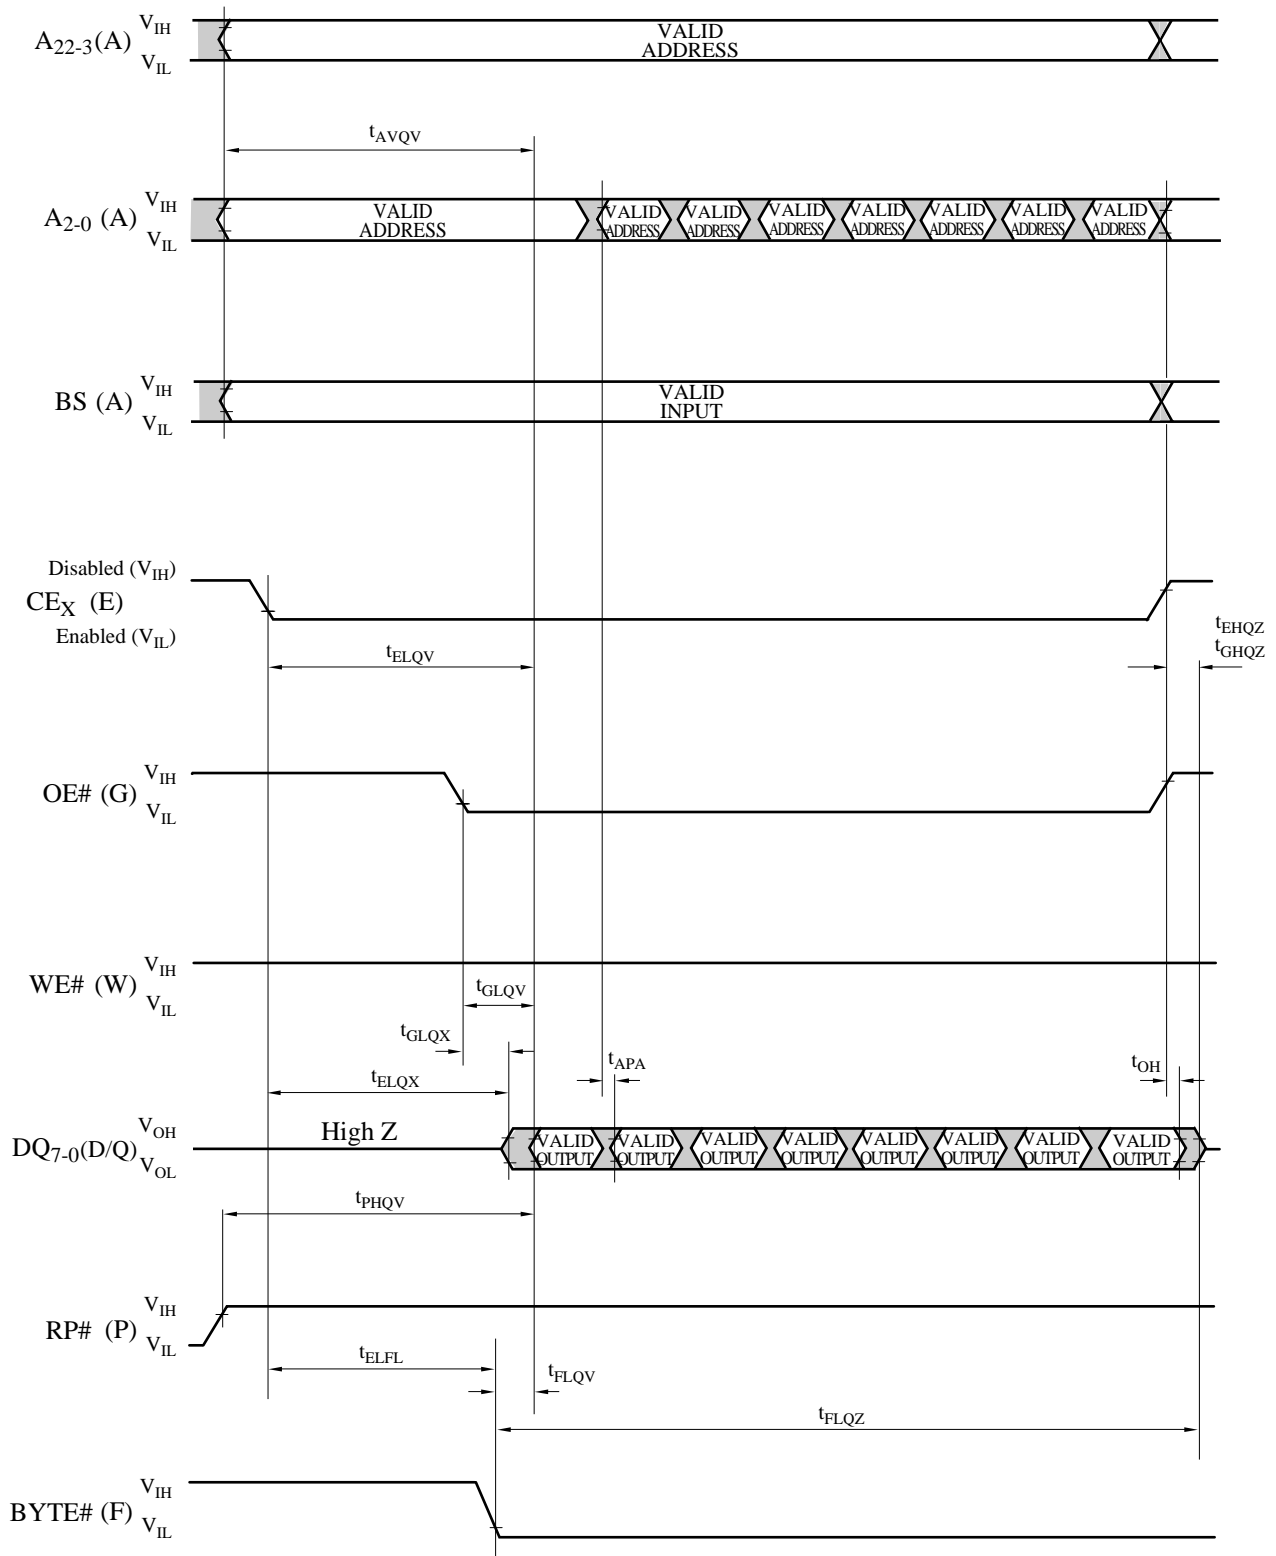 A22-3(A) VIH VIL VALID ADDRESS
tAVQV
A2-0 (A) VIH VIL VALID ADDRESS VALID ADDRESS VALID ADDRESS VALID ADDRESS VALID ADDRESS VALID ADDRESS VALID ADDRESS VALID ADDRESS
BS (A) VIH VIL VALID INPUT
Disabled (VIH)
CEX (E)
Enabled (VIL)
tELQV
tEHQZ
tGHQZ
OE# (G) VIH VIL
WE# (W) VIH VIL
tGLQV
tGLQX
tAPA
tOH
tELQX
DQ7-0(D/Q) VOH VOL High Z VALID OUTPUT VALID OUTPUT VALID OUTPUT VALID OUTPUT VALID OUTPUT VALID OUTPUT VALID OUTPUT VALID OUTPUT
tPHQV
RP# (P) VIH VIL
tELFL
tFLQV
tFLQZ
BYTE# (F) VIH VIL